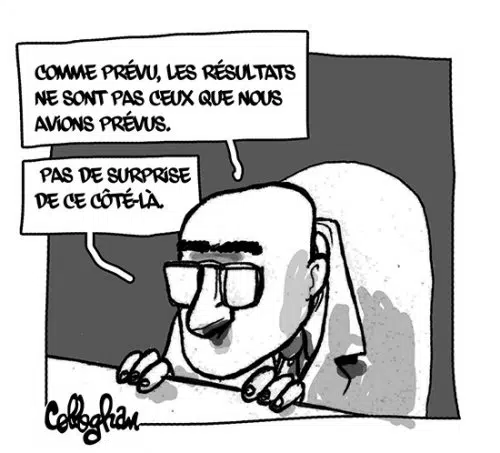 COMME PRÉVU, LES RÉSULTATS
NE SONT PAS CEUX QUE NOUS
AVIONS PRÉVUS.
PAS DE SURPRISE
DE CE CÔTÉ-LÀ.